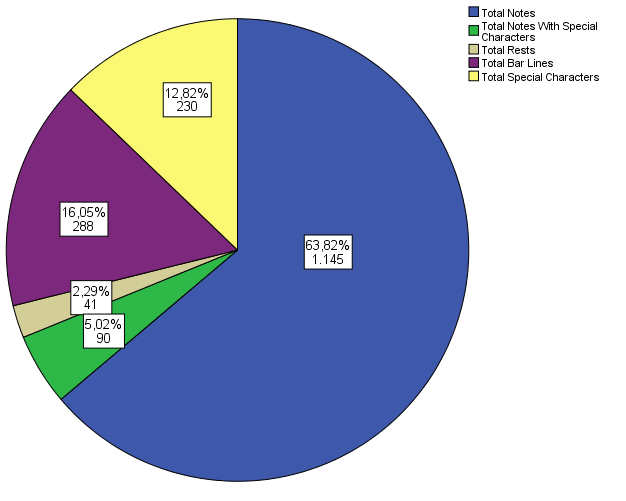 Total Notes
Total Notes With Special
Characters
Total Rests
Total Bar Lines
Total Special Characters
12,82%
230
16,05%
288
63,82%
1.145
2,29%
41
5,02%
90